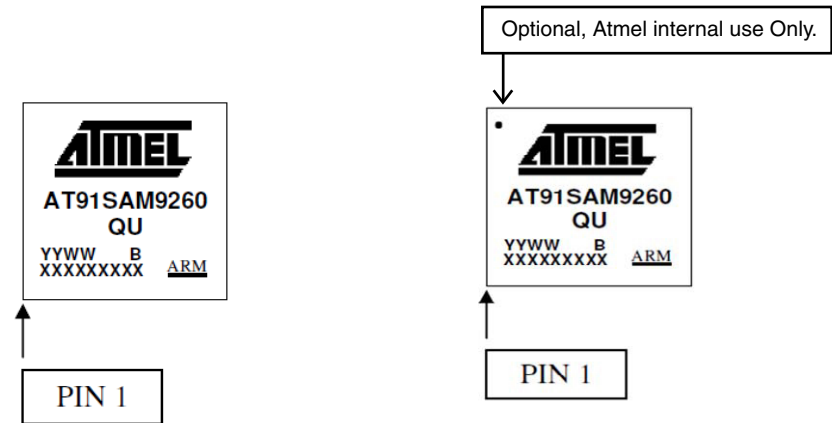 Optional, Atmel internal use Only.
ATMEL
AT91SAM9260
QU
YYWW B
XXXXXXXXX ARM
PIN 1
ATMEL
AT91SAM9260
QU
YYWW B
XXXXXXXXX ARM
PIN 1